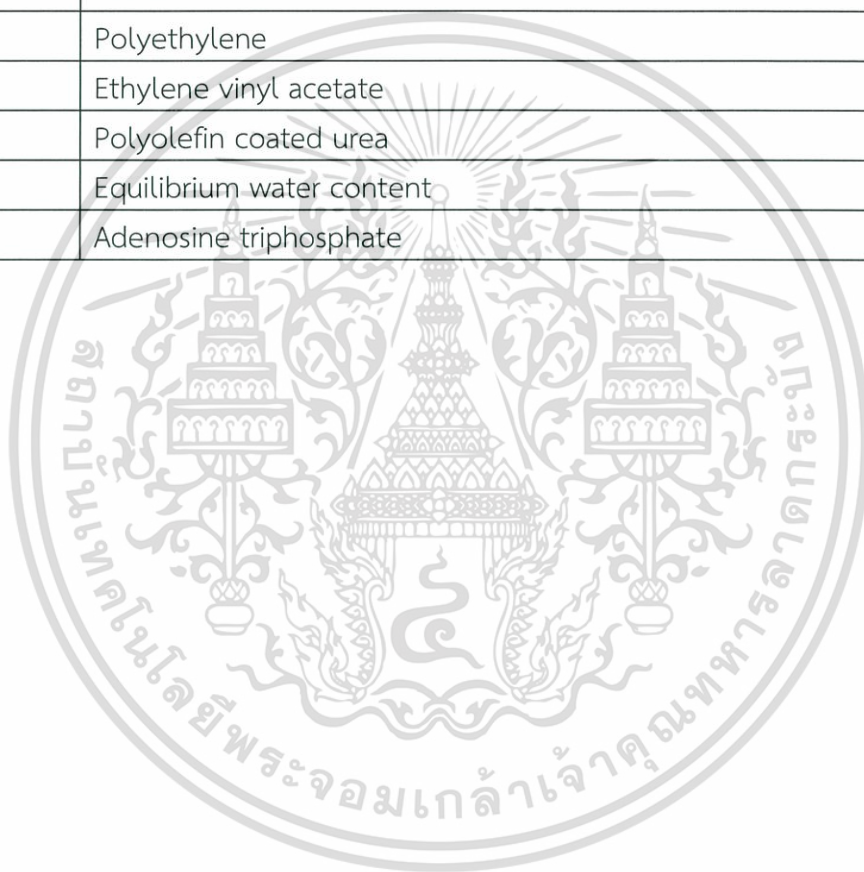 Polyethylene
Ethylene vinyl acetate
Polyolefin coated urea
Equilibrium water content
Adenosine triphosphate
๔
สถาบันเทคโนโลยีพระจอมเกล้าเจ้าคุณทหารลาดกระบัง